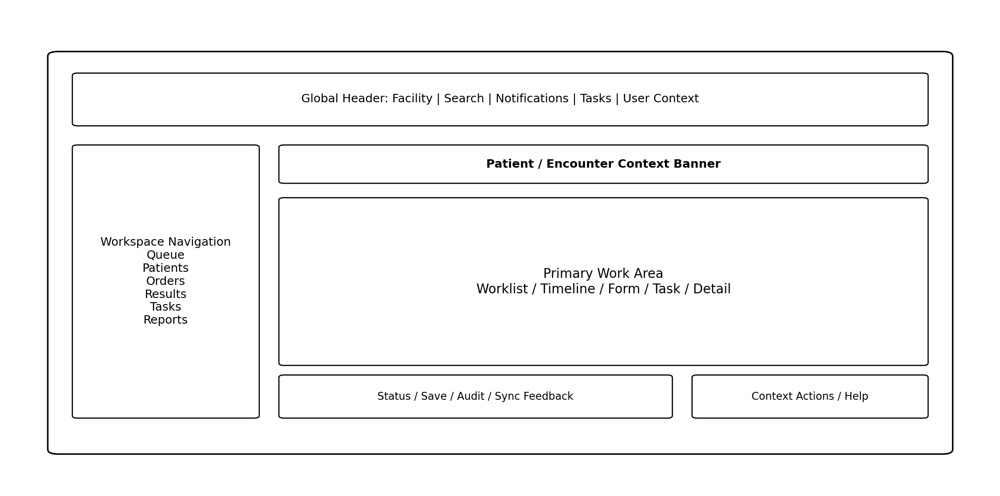 Global Header: Facility | Search | Notifications | Tasks | User Context
Workspace Navigation
Queue
Patients
Orders
Results
Tasks
Reports
Patient / Encounter Context Banner
Primary Work Area
Worklist / Timeline / Form / Task / Detail
Status / Save / Audit / Sync Feedback
Context Actions / Help